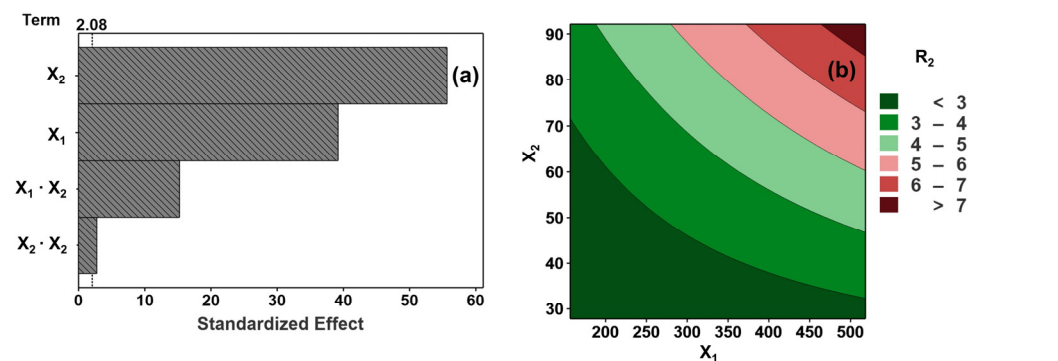 Term
2.08
X₂
X₁
X₁ · X₂
X₂ · X₂
(a)
0 10 20 30 40 50 60
Standardized Effect
90
80
70
60
50
40
30
X₂
(b)
200 250 300 350 400 450 500
X₁
R₂
< 3
3 – 4
4 – 5
5 – 6
6 – 7
> 7